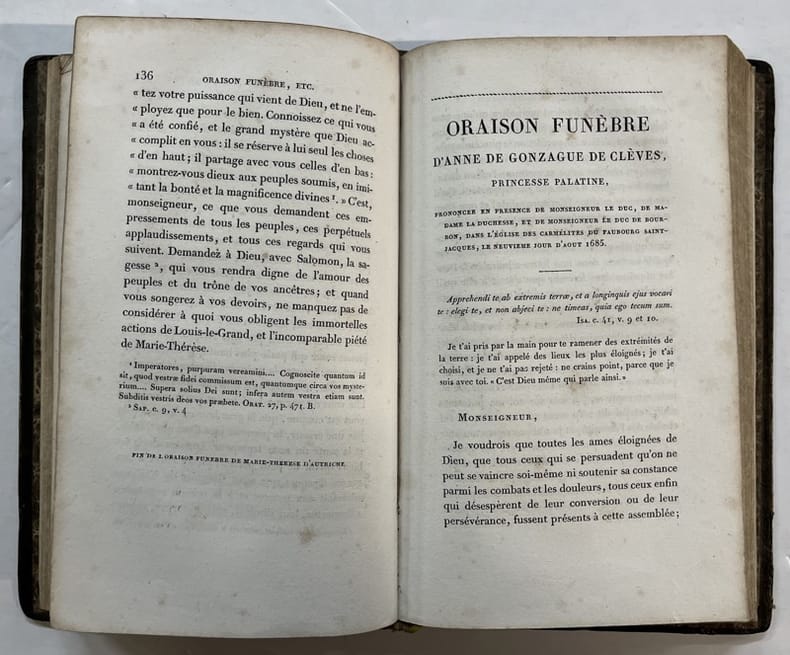 136 ORAISON FUNÈBRE, ETC.
« tez votre puissance qui vient de Dieu, et ne l'em-
« ployez que pour le bien. Connoissez ce qui vous
« a été confié, et le grand mystère que Dieu ac-
« complit en vous : il se réserve à lui seul les choses
« d'en haut ; il partage avec vous celles d'en bas :
« montrez-vous dieux aux peuples soumis, en imi-
« tant la bonté et la magnificence divines ¹. » C'est,
monseigneur, ce que vous demandent ces em-
pressements de tous les peuples, ces perpétuels
applaudissements, et tous ces regards qui vous
suivent. Demandez à Dieu, avec Salomon, la sa-
gesse ², qui vous rendra digne de l'amour des
peuples et du trône de vos ancêtres ; et quand
vous songerez à vos devoirs, ne manquez pas de
considérer à quoi vous obligent les immortelles
actions de Louis-le-Grand, et l'incomparable piété
de Marie-Thérèse.
¹ Imperatores, purpuram vereamini.... Cognoscite quantum id
sit, quod vestræ fidei commissum est, quantumque circa vos myste-
rium.... Supera solius Dei sunt ; infera autem vestra etiam sunt.
Subditis vestris deos vos præbete. ORAT. 27, p. 471. B.
² SAP. c. 9, v. 4
FIN DE L'ORAISON FUNEBRE DE MARIE-THERESE D'AUTRICHE.
ORAISON FUNÈBRE
D'ANNE DE GONZAGUE DE CLÈVES,
PRINCESSE PALATINE,
PRONONCÉE EN PRESENCE DE MONSEIGNEUR LE DUC, DE MA-
DAME LA DUCHESSE, ET DE MONSEIGNEUR LE DUC DE BOUR-
BON, DANS L'ÉGLISE DES CARMÉLITES DU FAUBOURG SAINT-
JACQUES, LE NEUVIEME JOUR D'AOUT 1685.
Apprehendi te ab extremis terræ, et a longinquis ejus vocavi
te : elegi te, et non abjeci te : ne timeas, quia ego tecum sum.
ISA. c. 41, v. 9 et 10.
Je t'ai pris par la main pour te ramener des extrémités de
la terre : je t'ai appelé des lieux les plus éloignés ; je t'ai
choisi, et je ne t'ai pas rejeté : ne crains point, parce que je
suis avec toi. « C'est Dieu même qui parle ainsi. »
MONSEIGNEUR,
Je voudrois que toutes les ames éloignées de
Dieu, que tous ceux qui se persuadent qu'on ne
peut se vaincre soi-même ni soutenir sa constance
parmi les combats et les douleurs, tous ceux enfin
qui désespèrent de leur conversion ou de leur
persévérance, fussent présents à cette assemblée ;